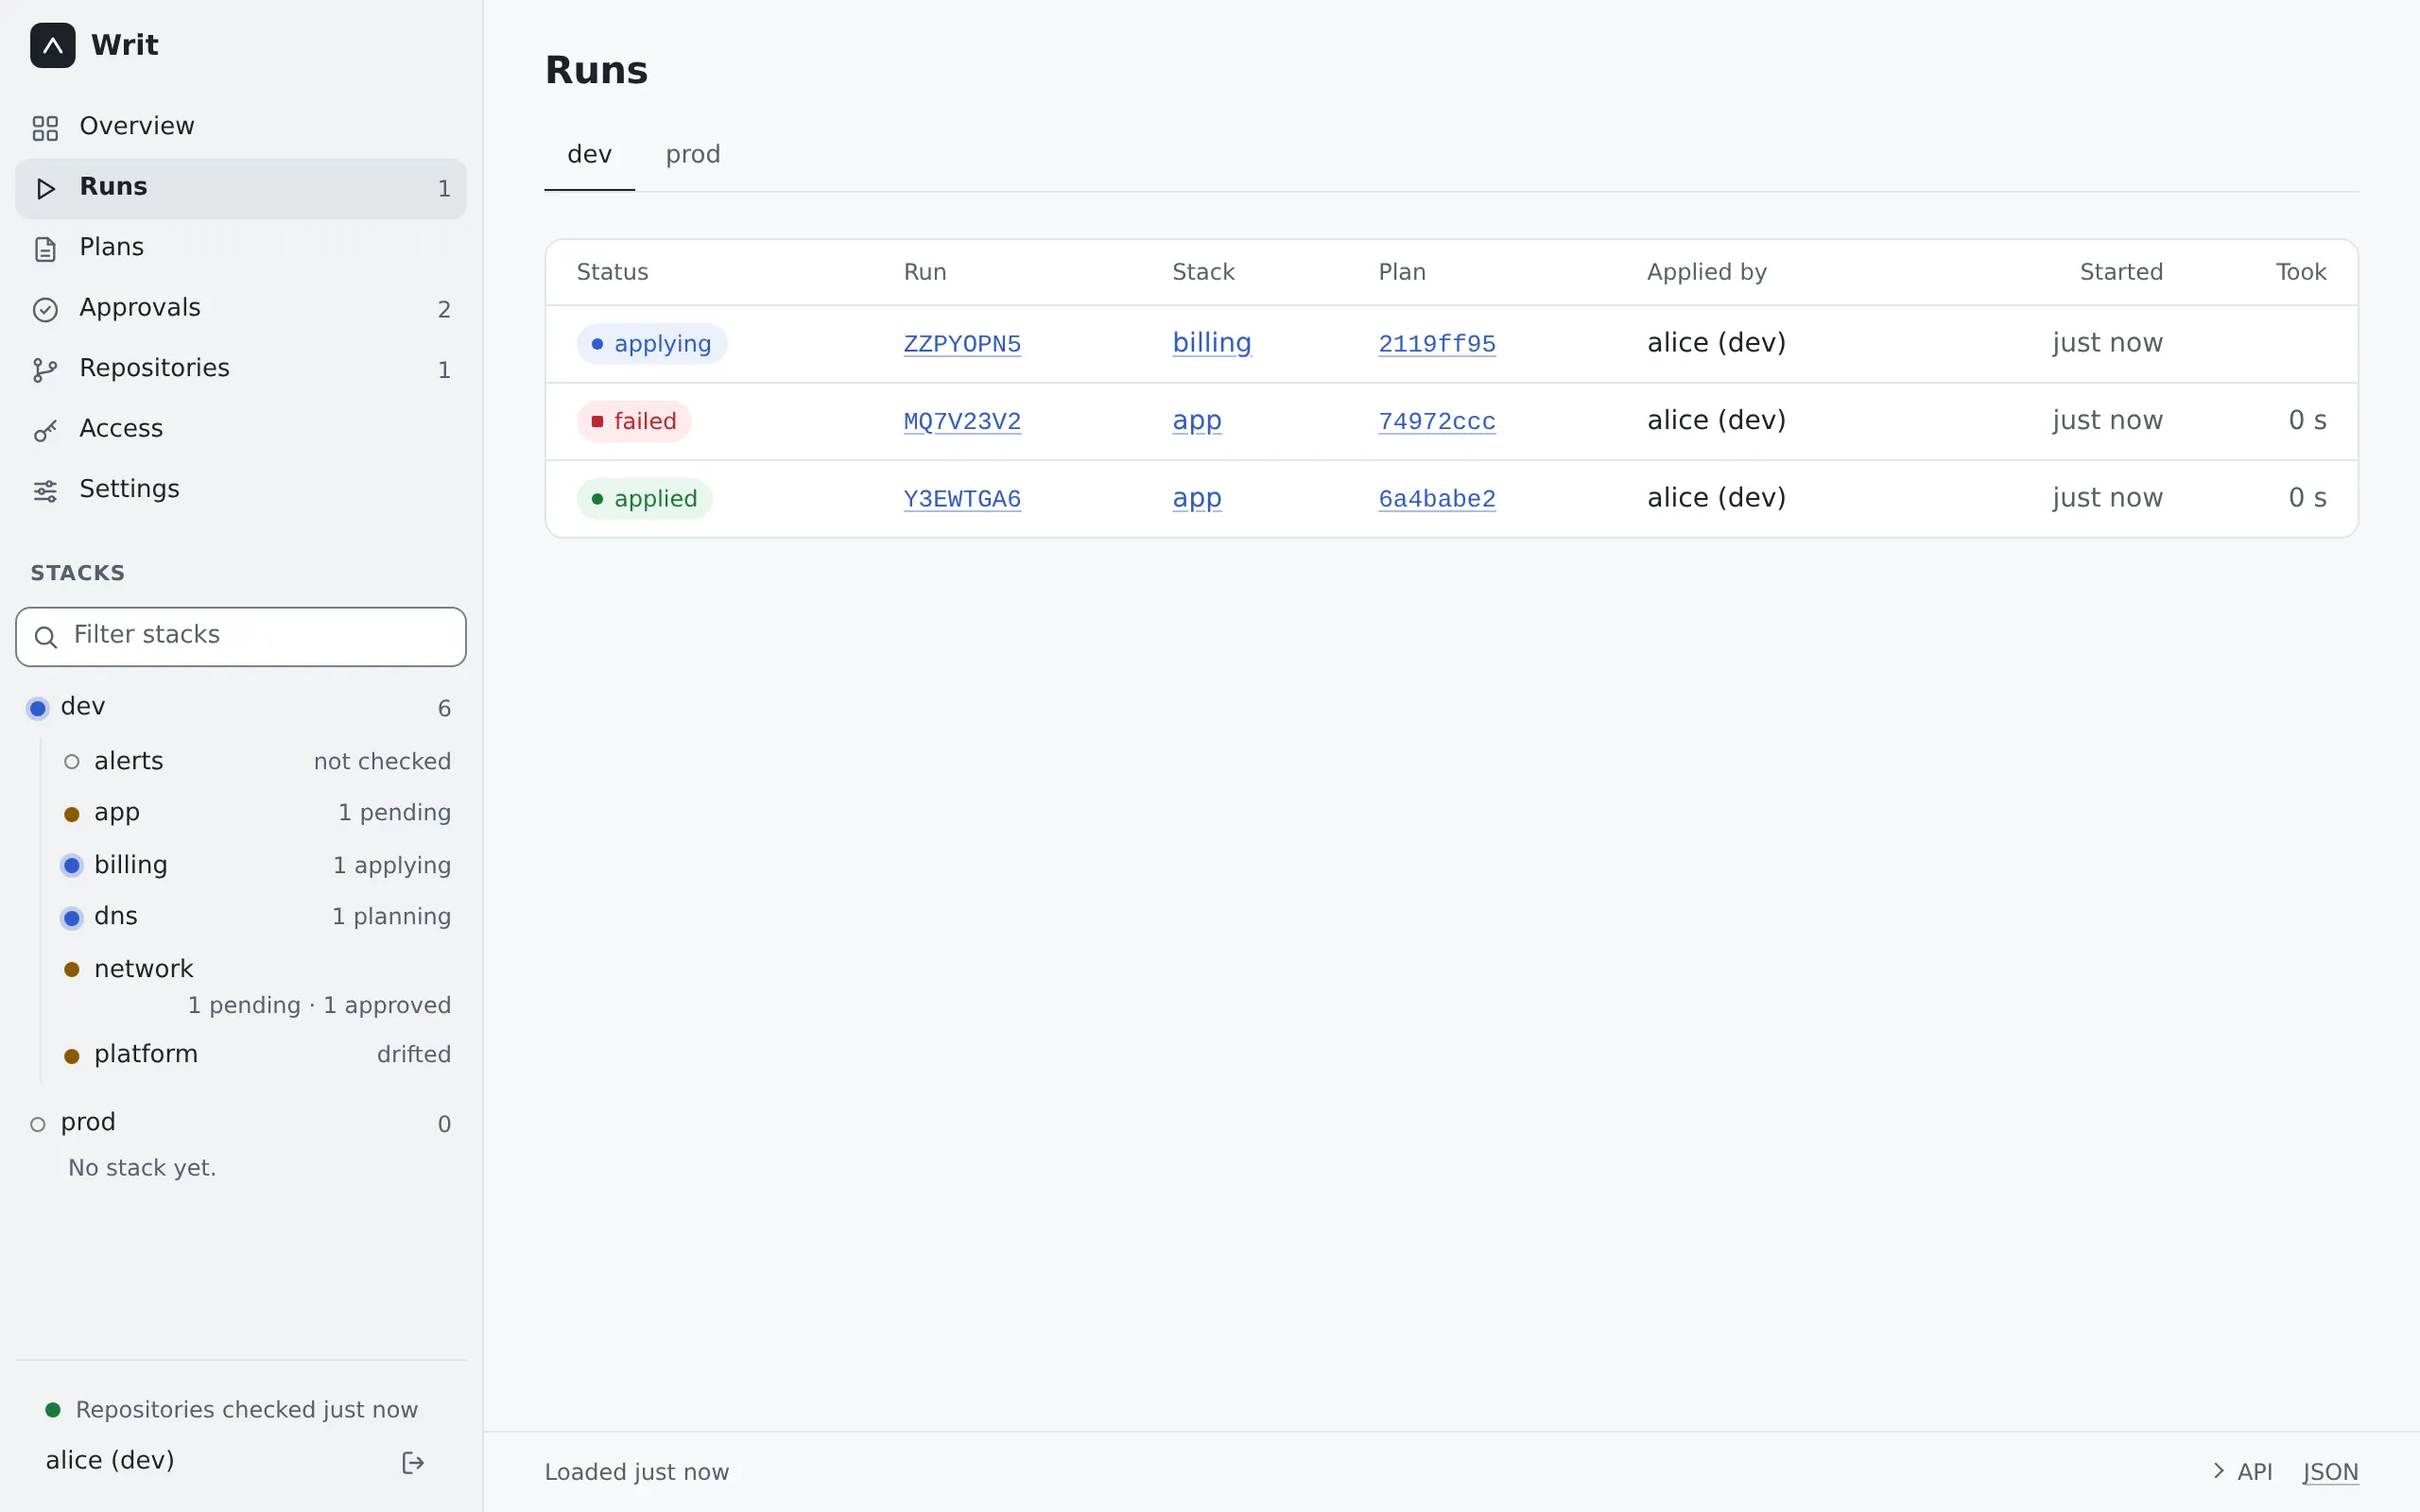 Writ
Overview
Runs 1
Plans
Approvals 2
Repositories 1
Access
Settings
STACKS
Filter stacks
dev 6
alerts not checked
app 1 pending
billing 1 applying
dns 1 planning
network
1 pending · 1 approved
platform drifted
prod 0
No stack yet.
Repositories checked just now
alice (dev)
Runs
dev prod
Status Run Stack Plan Applied by Started Took
applying ZZPYOPN5 billing 2119ff95 alice (dev) just now
failed MQ7V23V2 app 74972ccc alice (dev) just now 0 s
applied Y3EWTGA6 app 6a4babe2 alice (dev) just now 0 s
Loaded just now API JSON